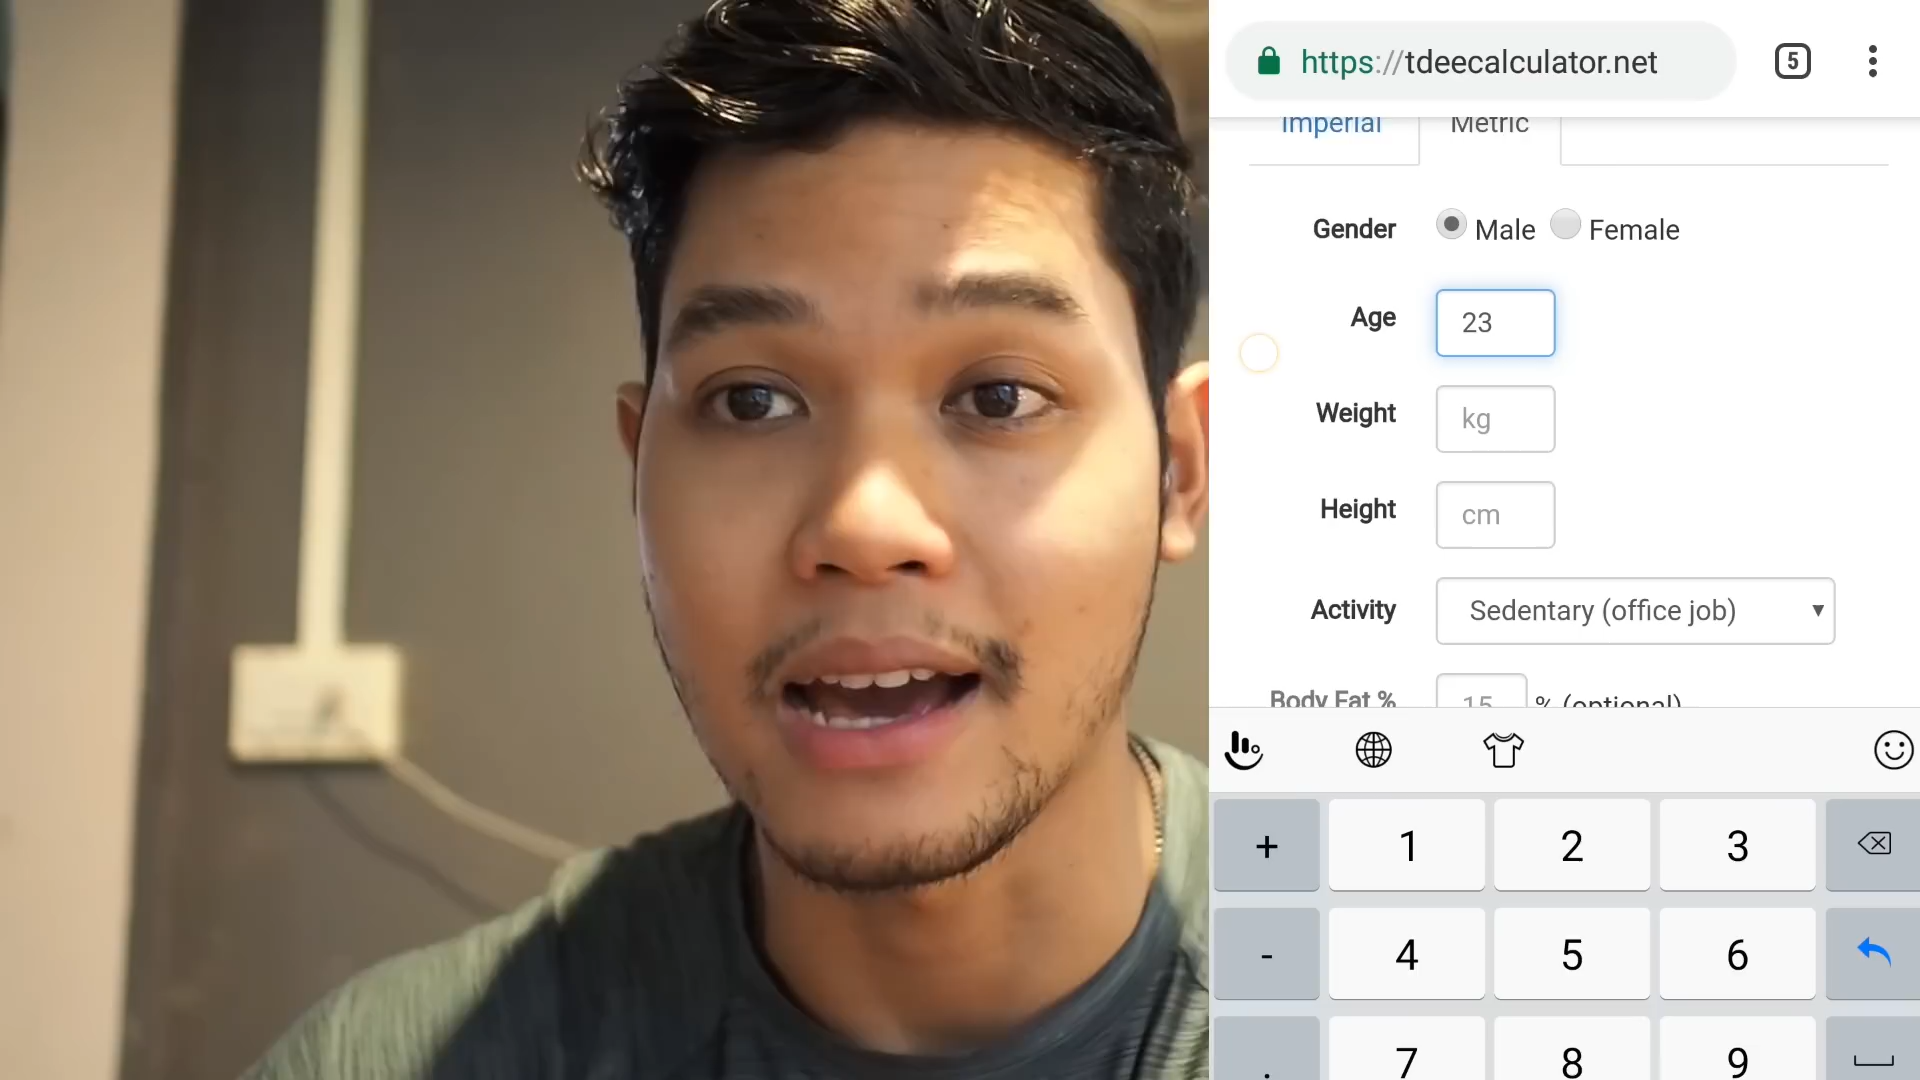 https://tdeecalculator.net
5
Imperial
Metric
Gender
Male
Female
Age
23
Weight
kg
Height
cm
Activity
Sedentary (office job)
Body Fat %
15
% (optional)
+
1
2
3
-
4
5
6
.
7
8
9